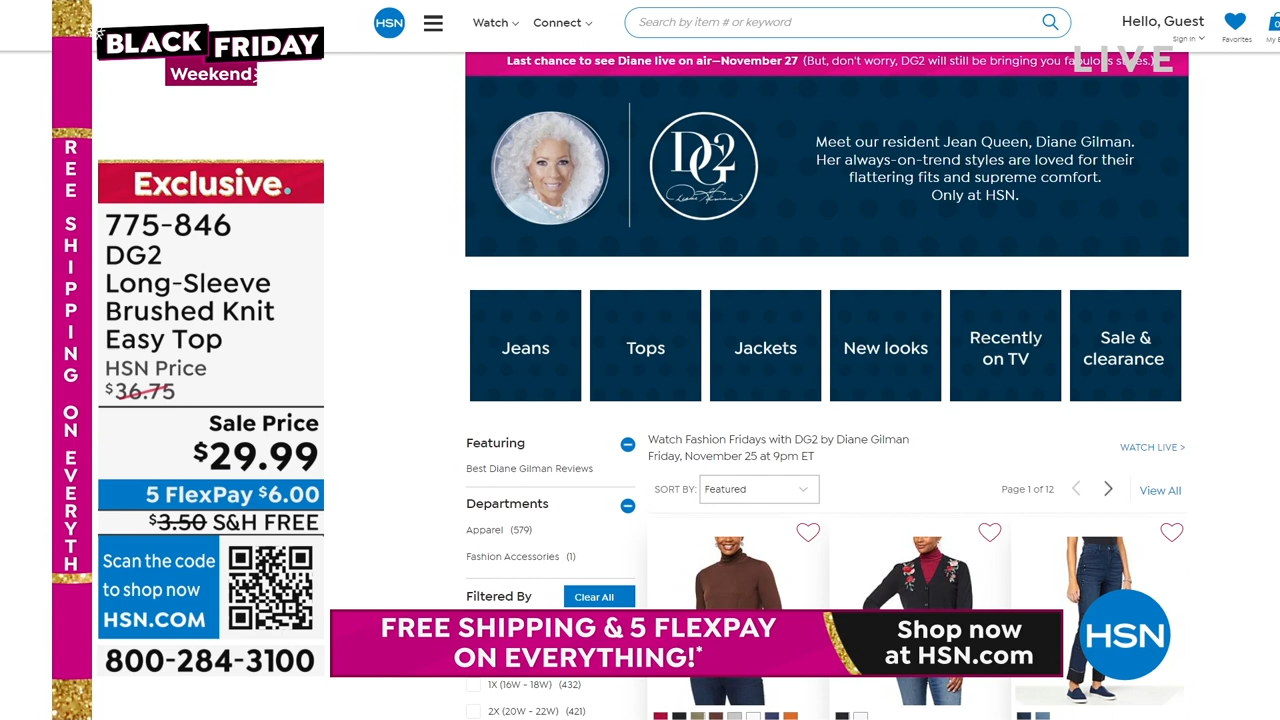 BLACK FRIDAY
Weekend
REE SHIPPING ON EVERYTH
Exclusive.
775-846
DG2
Long-Sleeve
Brushed Knit
Easy Top
HSN Price
$36.75
Sale Price
$29.99
5 FlexPay $6.00
$3.50 S&H FREE
Scan the code
to shop now
HSN.COM
800-284-3100
HSN
Watch
Connect
Search by item # or keyword
Hello, Guest
Sign In
Favorites
0
LIVE
Last chance to see Diane live on air—November 27 (But, don't worry, DG2 will still be bringing you fabulous styles.)
DG2
Diane Gilman
Meet our resident Jean Queen, Diane Gilman.
Her always-on-trend styles are loved for their
flattering fits and supreme comfort.
Only at HSN.
Jeans
Tops
Jackets
New looks
Recently
on TV
Sale &
clearance
Featuring
Best Diane Gilman Reviews
Departments
Apparel (579)
Fashion Accessories (1)
Filtered By
Clear All
1X (16W - 18W) (432)
2X (20W - 22W) (421)
Watch Fashion Fridays with DG2 by Diane Gilman
Friday, November 25 at 9pm ET
WATCH LIVE >
SORT BY: Featured
Page 1 of 12
View All
FREE SHIPPING & 5 FLEXPAY
ON EVERYTHING!*
Shop now
at HSN.com
HSN